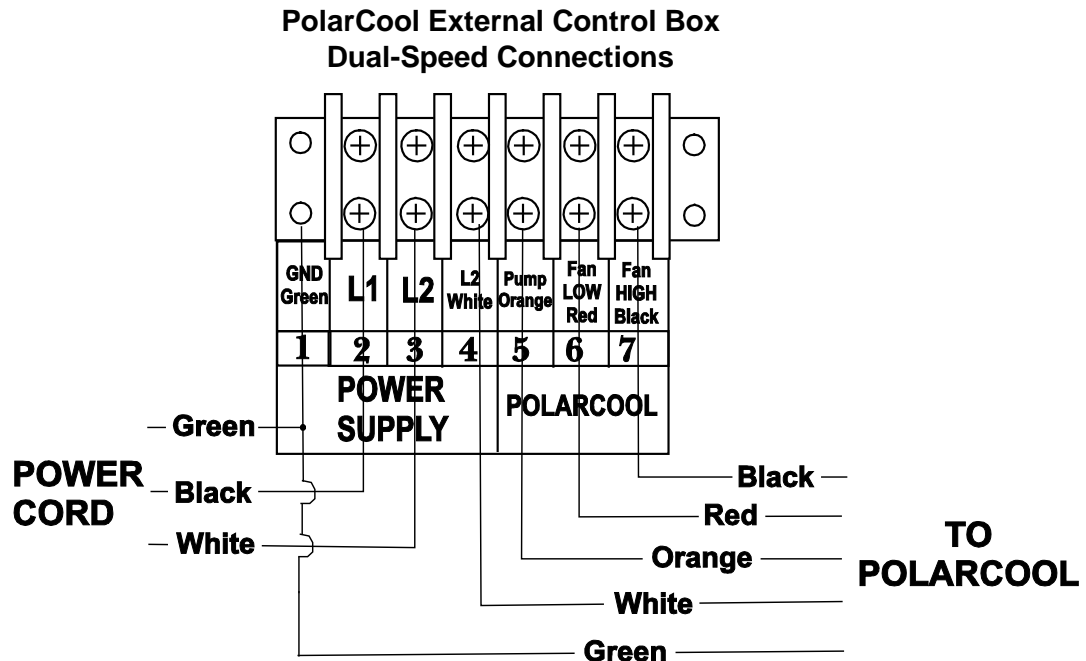 PolarCool External Control Box
Dual-Speed Connections
GND
Green
L1
L2
L2
White
Pump
Orange
Fan
LOW
Red
Fan
HIGH
Black
1 2 3 4 5 6 7
POWER
SUPPLY
POLARCOOL
POWER
CORD
Green
Black
White
Black
Red
Orange
White
Green
TO
POLARCOOL